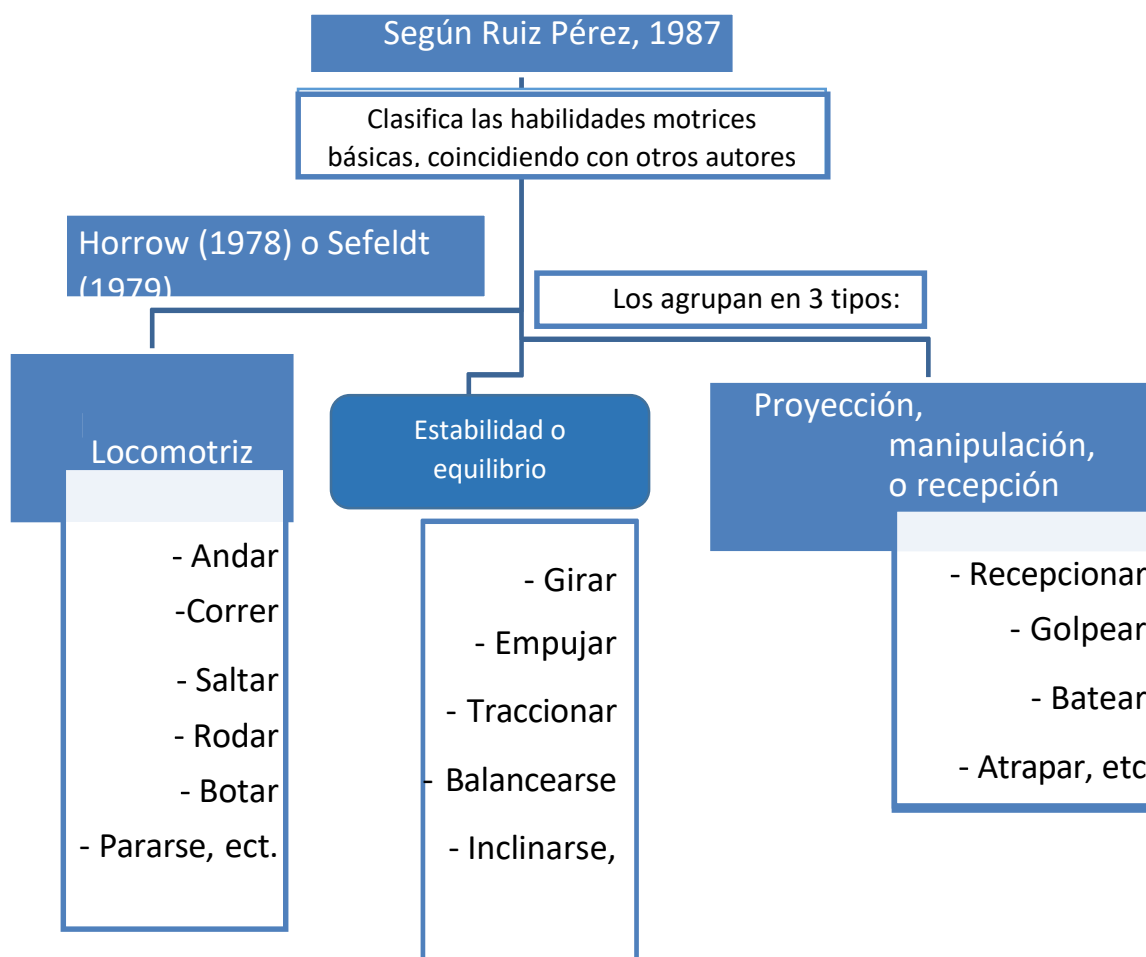 Según Ruiz Pérez, 1987
Clasifica las habilidades motrices
básicas, coincidiendo con otros autores
Horrow (1978) o Sefeldt
(1979)
Los agrupan en 3 tipos:
Locomotriz
- Andar
-Correr
- Saltar
- Rodar
- Botar
- Pararse, ect.
Estabilidad o
equilibrio
- Girar
- Empujar
- Traccionar
- Balancearse
- Inclinarse,
Proyección,
manipulación,
o recepción
- Recepcionar
- Golpear
- Batear
- Atrapar, etc